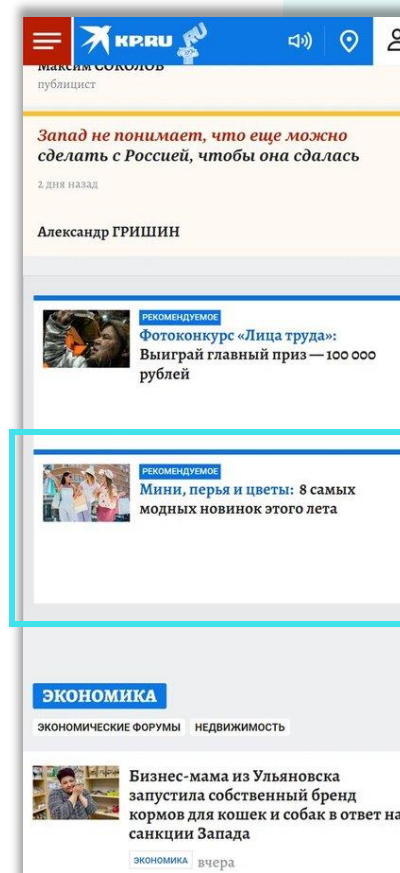 KP.RU
RU
Максим СОКОЛОВ
публицист
Запад не понимает, что еще можно
сделать с Россией, чтобы она сдалась
2 дня назад
Александр ГРИШИН
РЕКОМЕНДУЕМОЕ
Фотоконкурс «Лица труда»:
Выиграй главный приз — 100 000
рублей
РЕКОМЕНДУЕМОЕ
Мини, перья и цветы: 8 самых
модных новинок этого лета
ЭКОНОМИКА
ЭКОНОМИЧЕСКИЕ ФОРУМЫ НЕДВИЖИМОСТЬ
Бизнес-мама из Ульяновска
запустила собственный бренд
кормов для кошек и собак в ответ на
санкции Запада
ЭКОНОМИКА вчера